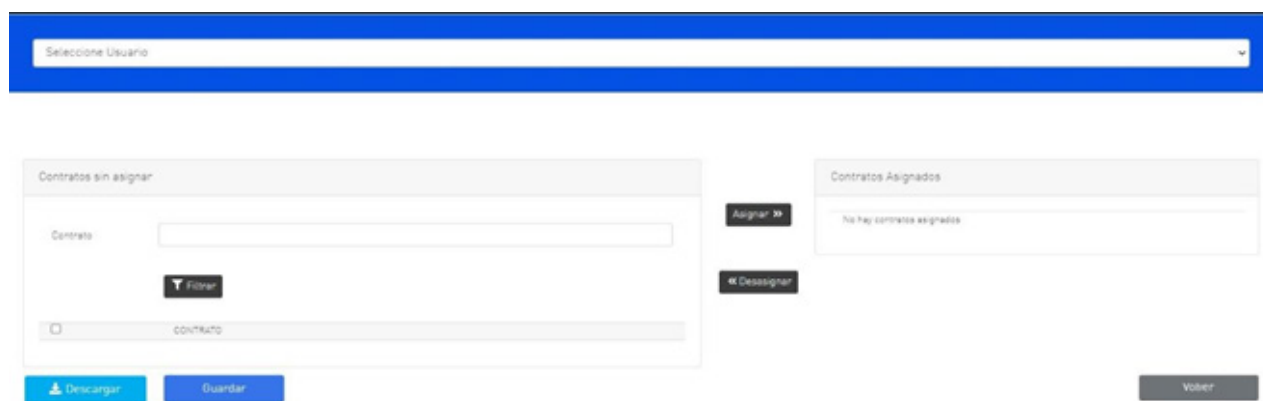 Seleccione Usuario
Contratos sin asignar
Contratos Asignados
Contrato
Asignar
No hay contratos asignados
Filtrar
Desasignar
CONTRATO
Descargar
Guardar
Volver